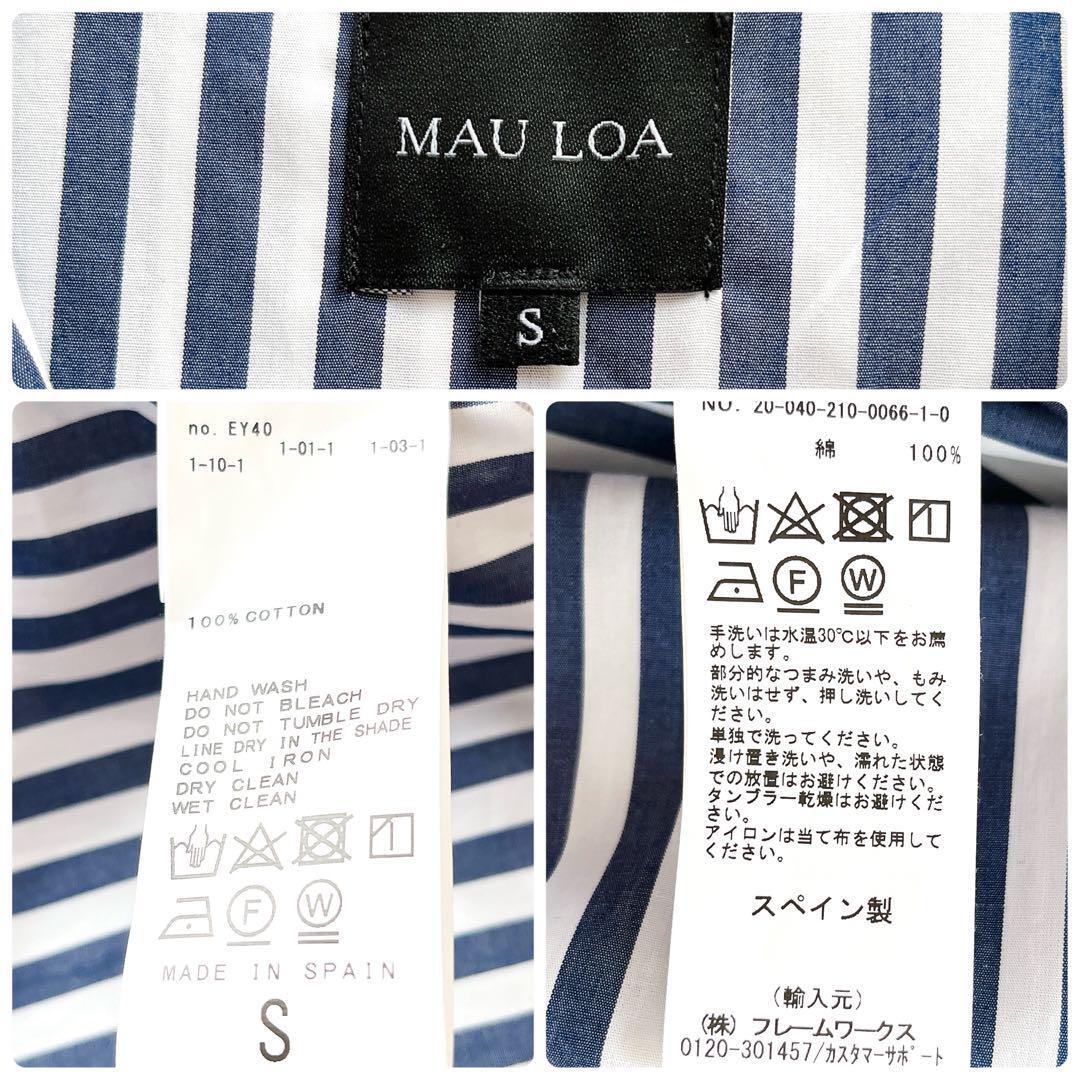 MAU LOA
S
no. EY40
1-01-1
1-03-1
1-10-1
100% COTTON
HAND WASH
DO NOT BLEACH
DO NOT TUMBLE DRY
LINE DRY IN THE SHADE
COOL IRON
DRY CLEAN
WET CLEAN
F
W
MADE IN SPAIN
S
NO. 20-040-210-0066-1-0
綿 100%
F
W
手洗いは水温30℃以下をお薦
めします。
部分的なつまみ洗いや、もみ
洗いはせず、押し洗いしてく
ださい。
単独で洗ってください。
浸け置き洗いや、濡れた状態
での放置はお避けください。
タンブラー乾燥はお避けくだ
さい。
アイロンは当て布を使用して
ください。
スペイン製
(輸入元)
(株) フレームワークス
0120-301457/カスタマーサポート